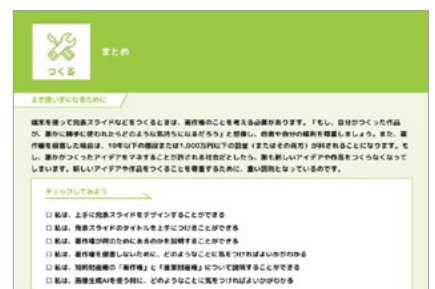 まとめ
つくる
よき使い手になるために
端末を使って発表スライドなどをつくるときは、著作権のことを考える必要があります。「もし、自分がつくった作品
が、誰かに勝手に使われたらどのような気持ちになるだろう」と想像し、他者や自分の権利を尊重しましょう。また、著
作権を侵害した場合は、10年以下の懲役または1,000万円以下の罰金（またはその両方）が科されることになります。も
し、誰かがつくったアイデアをマネすることが許される社会だとしたら、誰も新しいアイデアや作品をつくらなくなって
しまいます。新しいアイデアや作品をつくることを尊重するために、重い罰則となっているのです。
チェックしてみよう
□ 私は、上手に発表スライドをデザインすることができる
□ 私は、発表スライドのタイトルを上手につけることができる
□ 私は、著作権が何のためにあるのかを説明することができる
□ 私は、著作権を侵害しないために、どのようなことに気をつければよいかがわかる
□ 私は、知的財産権の「著作権」と「産業財産権」について説明することができる
□ 私は、画像生成AIを使う時に、どのようなことに気をつければよいかがわかる